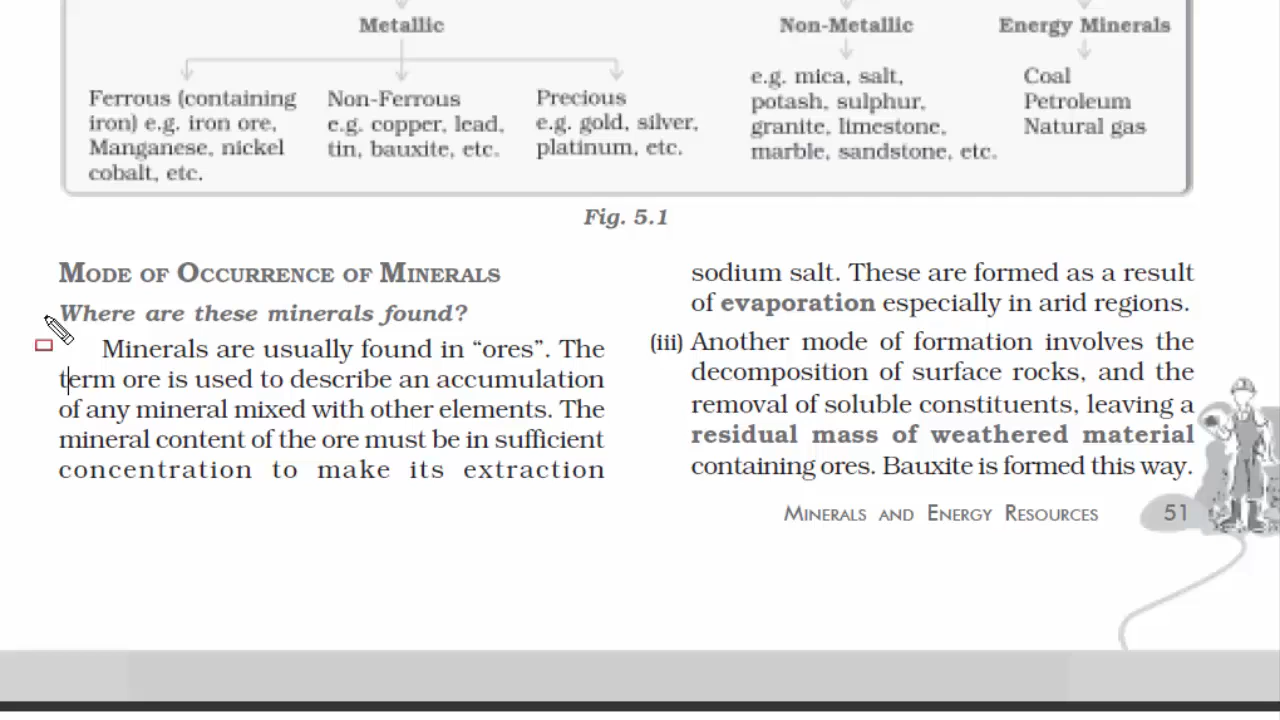 Metallic
Non-Metallic
Energy Minerals
Ferrous (containing
iron) e.g. iron ore,
Manganese, nickel
cobalt, etc.
Non-Ferrous
e.g. copper, lead,
tin, bauxite, etc.
Precious
e.g. gold, silver,
platinum, etc.
e.g. mica, salt,
potash, sulphur,
granite, limestone,
marble, sandstone, etc.
Coal
Petroleum
Natural gas
Fig. 5.1
MODE OF OCCURRENCE OF MINERALS
Where are these minerals found?
Minerals are usually found in “ores”. The
term ore is used to describe an accumulation
of any mineral mixed with other elements. The
mineral content of the ore must be in sufficient
concentration to make its extraction
sodium salt. These are formed as a result
of evaporation especially in arid regions.
(iii) Another mode of formation involves the
decomposition of surface rocks, and the
removal of soluble constituents, leaving a
residual mass of weathered material
containing ores. Bauxite is formed this way.
MINERALS AND ENERGY RESOURCES
51